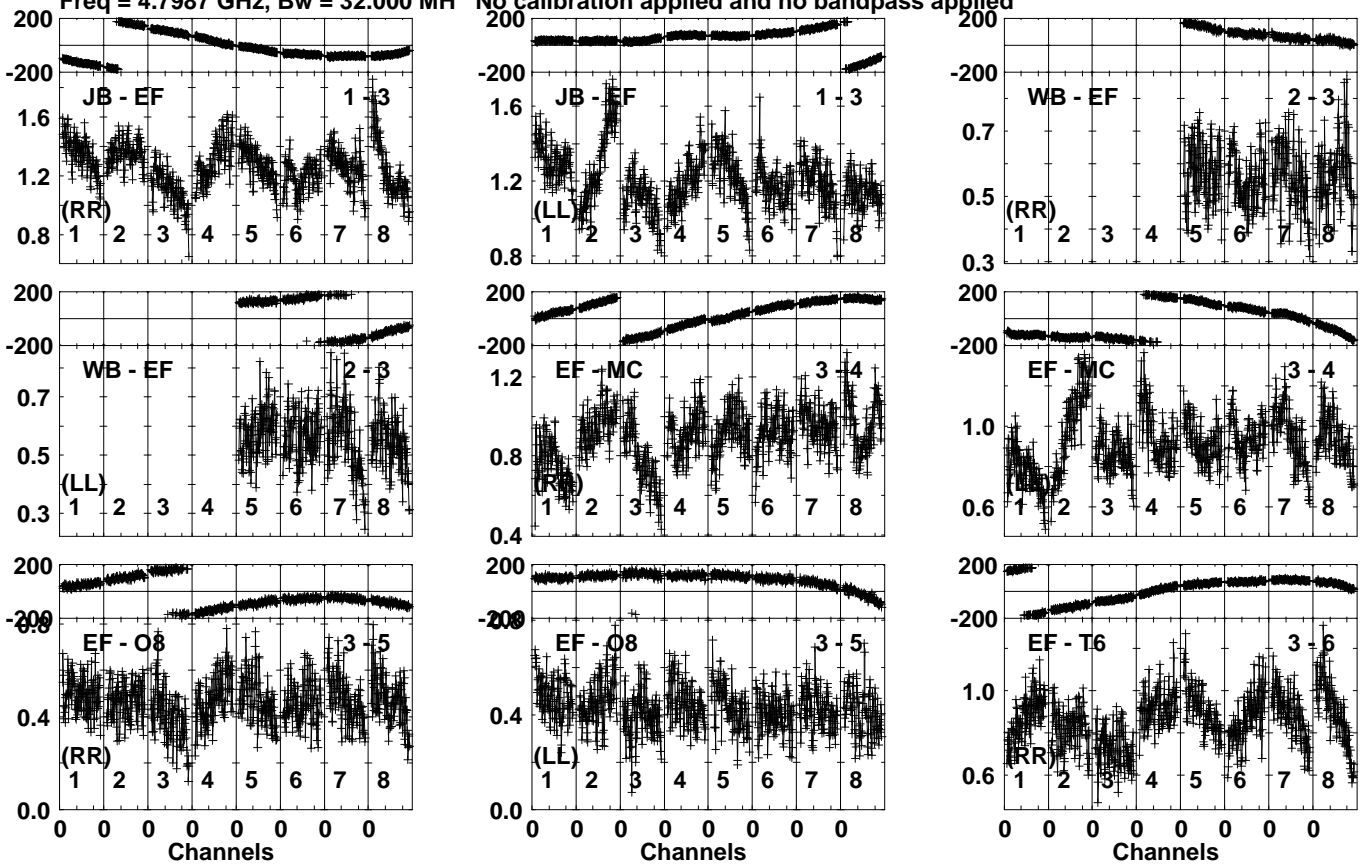 Freq = 4.7987 GHz, Bw = 32.000 MH No calibration applied and no bandpass applied
200 200 200
-200 -200 -200
JB - EF 1 - 3 JB - EF 1 - 3 WB - EF 2 - 3
1.6 1.6 0.7
1.2 1.2 0.5
(RR) (LL) (RR)
1 2 3 4 5 6 7 8 1 2 3 4 5 6 7 8 1 2 3 4 5 6 7 8
0.8 0.8 0.3
200 200 200
-200 -200 -200
WB - EF 2 - 3 EF - MC 3 - 4 EF - MC 3 - 4
0.7 1.2 1.0
0.5 0.8
(LL) (RR) (LL)
1 2 3 4 5 6 7 8 1 2 3 4 5 6 7 8 1 2 3 4 5 6 7 8
0.3 0.4 0.6
200 200 200
-200 -200 -200
0.8 0.8
EF - O8 3 - 5 EF - O8 3 - 5 EF - T6 3 - 6
0.4 0.4 1.0
(RR) (LL) (RR)
1 2 3 4 5 6 7 8 1 2 3 4 5 6 7 8 1 2 3 4 5 6 7 8
0.0 0.0 0.6
0 0 0 0 0 0 0 0 0 0 0 0 0 0 0 0 0 0 0 0 0 0 0 0
Channels Channels Channels